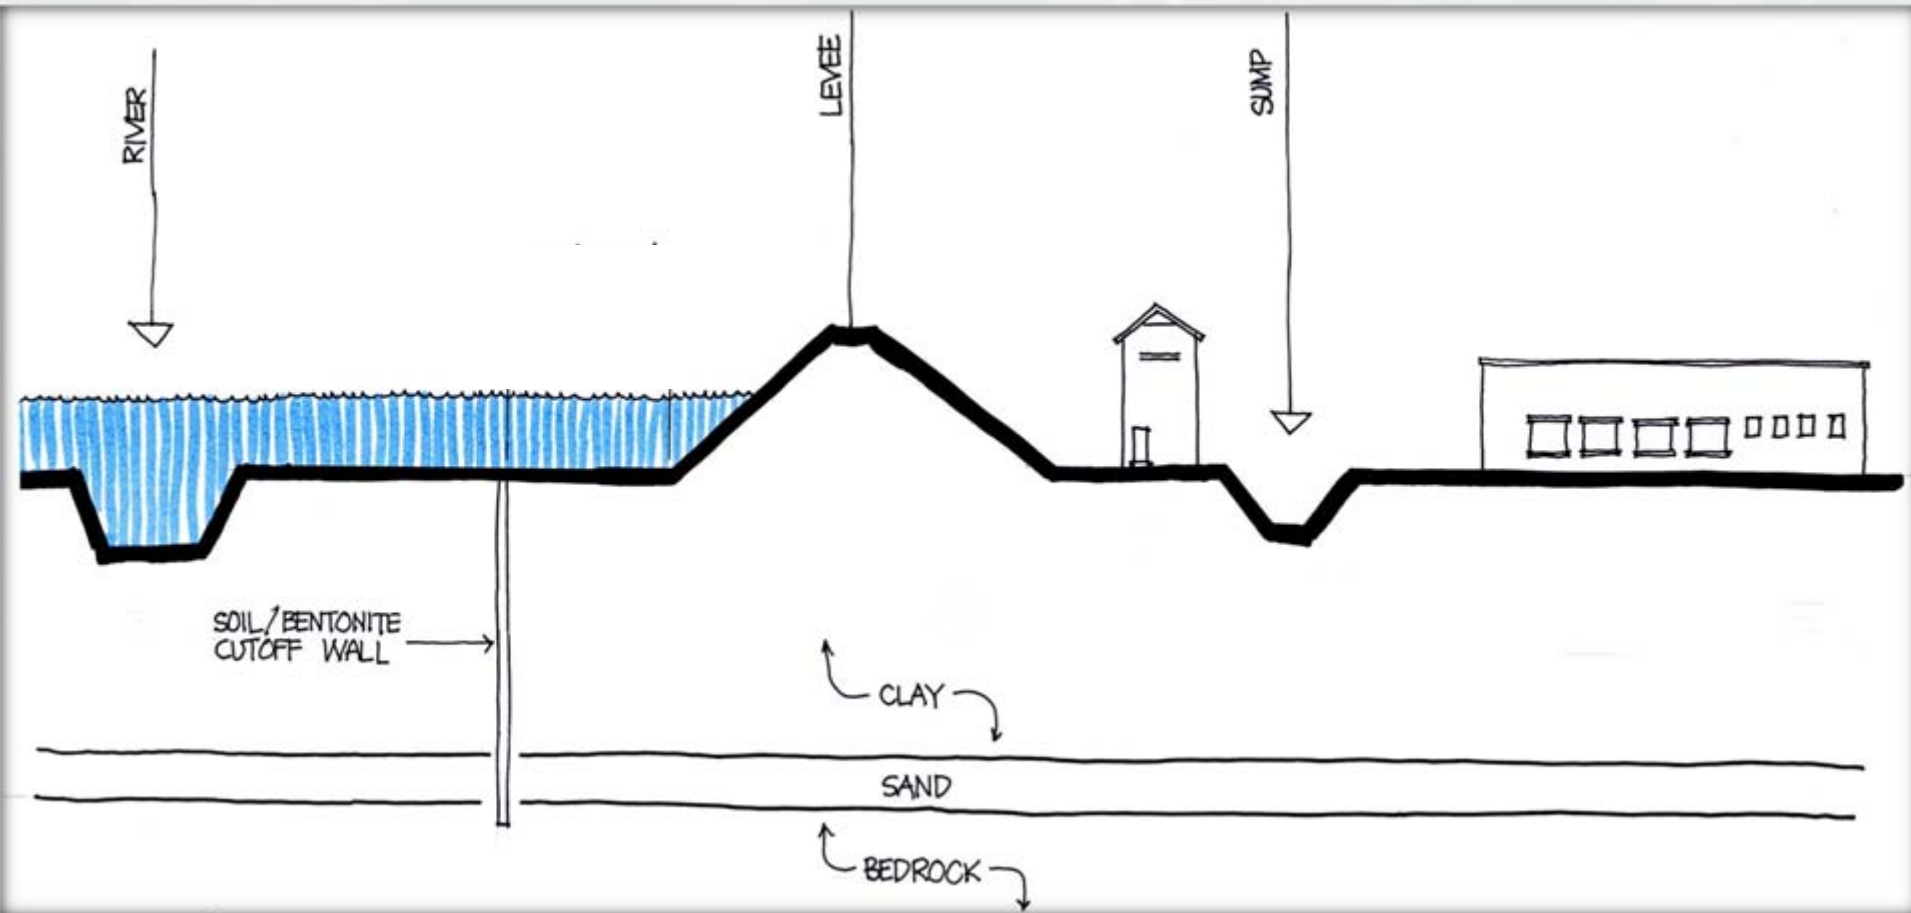 RIVER
LEVEE
SUMP
SOIL/BENTONITE
CUTOFF WALL
CLAY
SAND
BEDROCK